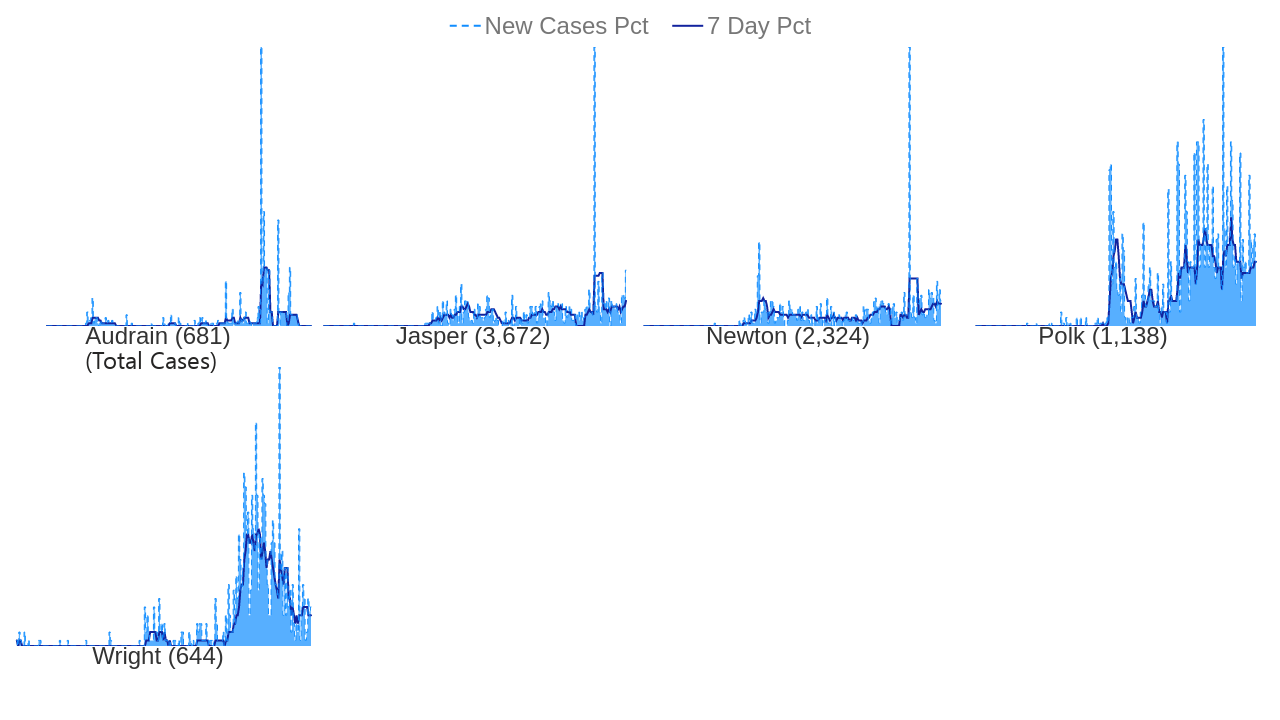 New Cases Pct 7 Day Pct
Audrain (681) Jasper (3,672) Newton (2,324) Polk (1,138)
(Total Cases)
Wright (644)